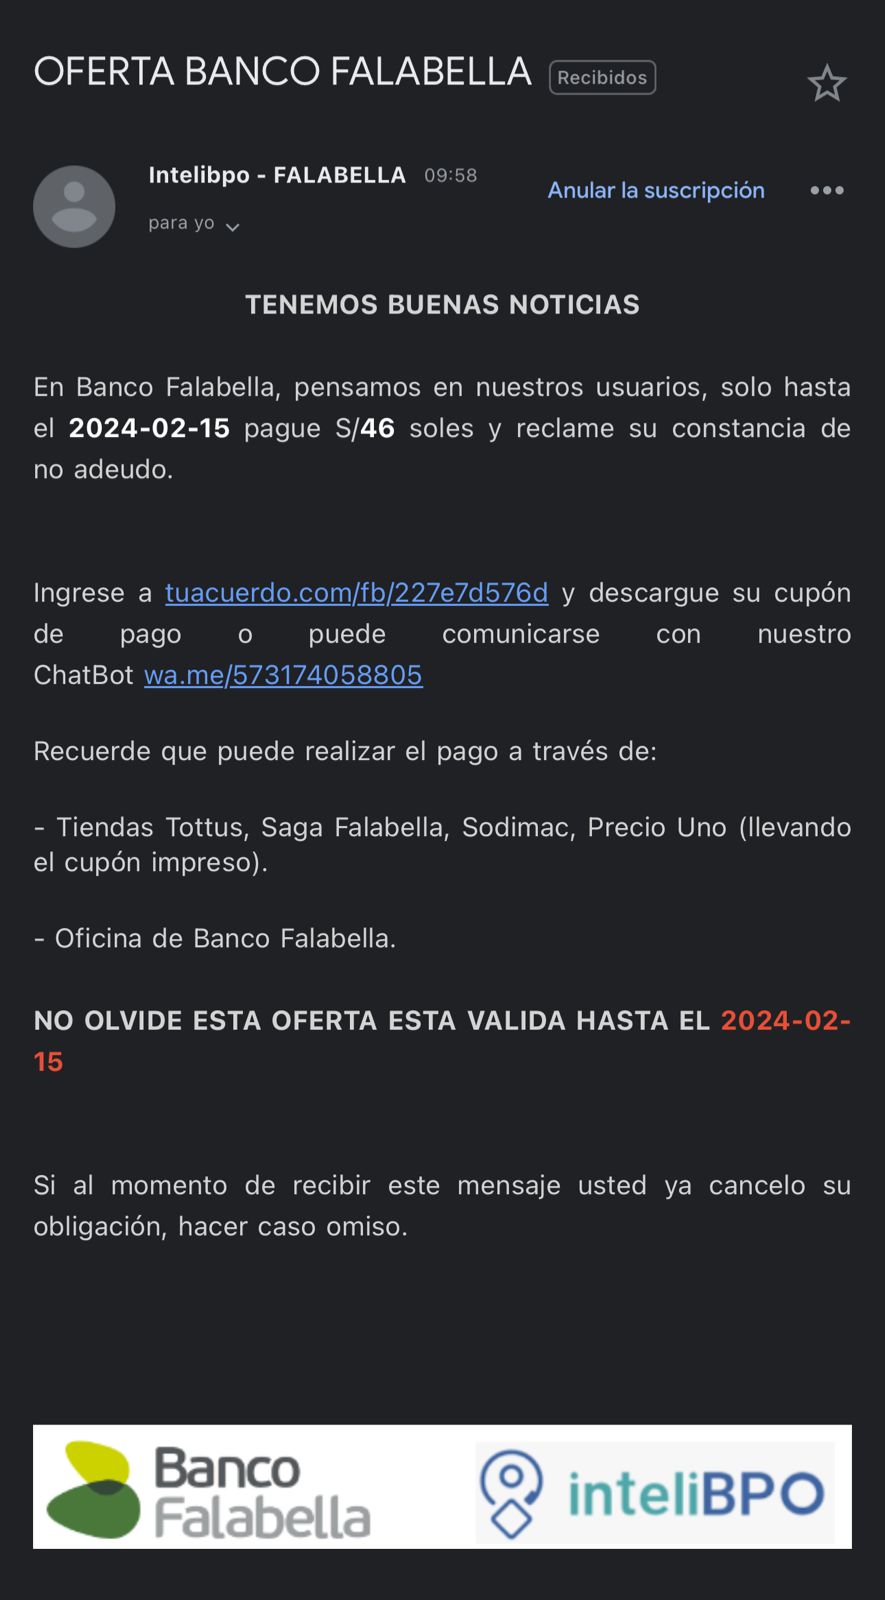 OFERTA BANCO FALABELLA Recibidos
Intelibpo - FALABELLA 09:58
Anular la suscripción
para yo
TENEMOS BUENAS NOTICIAS
En Banco Falabella, pensamos en nuestros usuarios, solo hasta
el 2024-02-15 pague S/46 soles y reclame su constancia de
no adeudo.
Ingrese a tuacuerdo.com/fb/227e7d576d y descargue su cupón
de pago o puede comunicarse con nuestro
ChatBot wa.me/573174058805
Recuerde que puede realizar el pago a través de:
- Tiendas Tottus, Saga Falabella, Sodimac, Precio Uno (llevando
el cupón impreso).
- Oficina de Banco Falabella.
NO OLVIDE ESTA OFERTA ESTA VALIDA HASTA EL 2024-02-
15
Si al momento de recibir este mensaje usted ya cancelo su
obligación, hacer caso omiso.
Banco
Falabella
inteliBPO